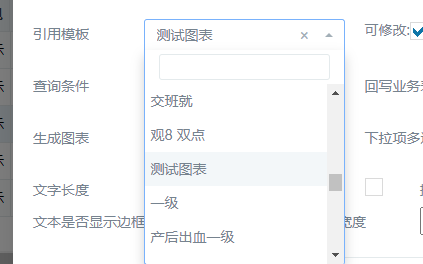 引用模板 测试图表 × 可修改:
查询条件 回写业务
交班就
观8 双点
生成图表 下拉项多
测试图表
文字长度 一级
文本是否显示边框 宽度
产后出血一级